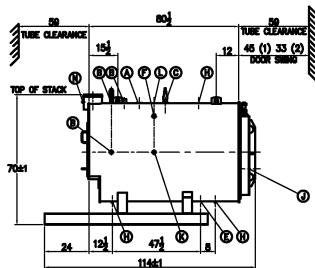 59
80½
59
TUBE CLEARANCE
TUBE CLEARANCE
15½
12
45 (1) 33 (2)
DOOR SWING
N
B
B
A
F
L
C
H
TOP OF STACK
B
70±1
J
H
K
E
H
24
12½
47½
8
114±1